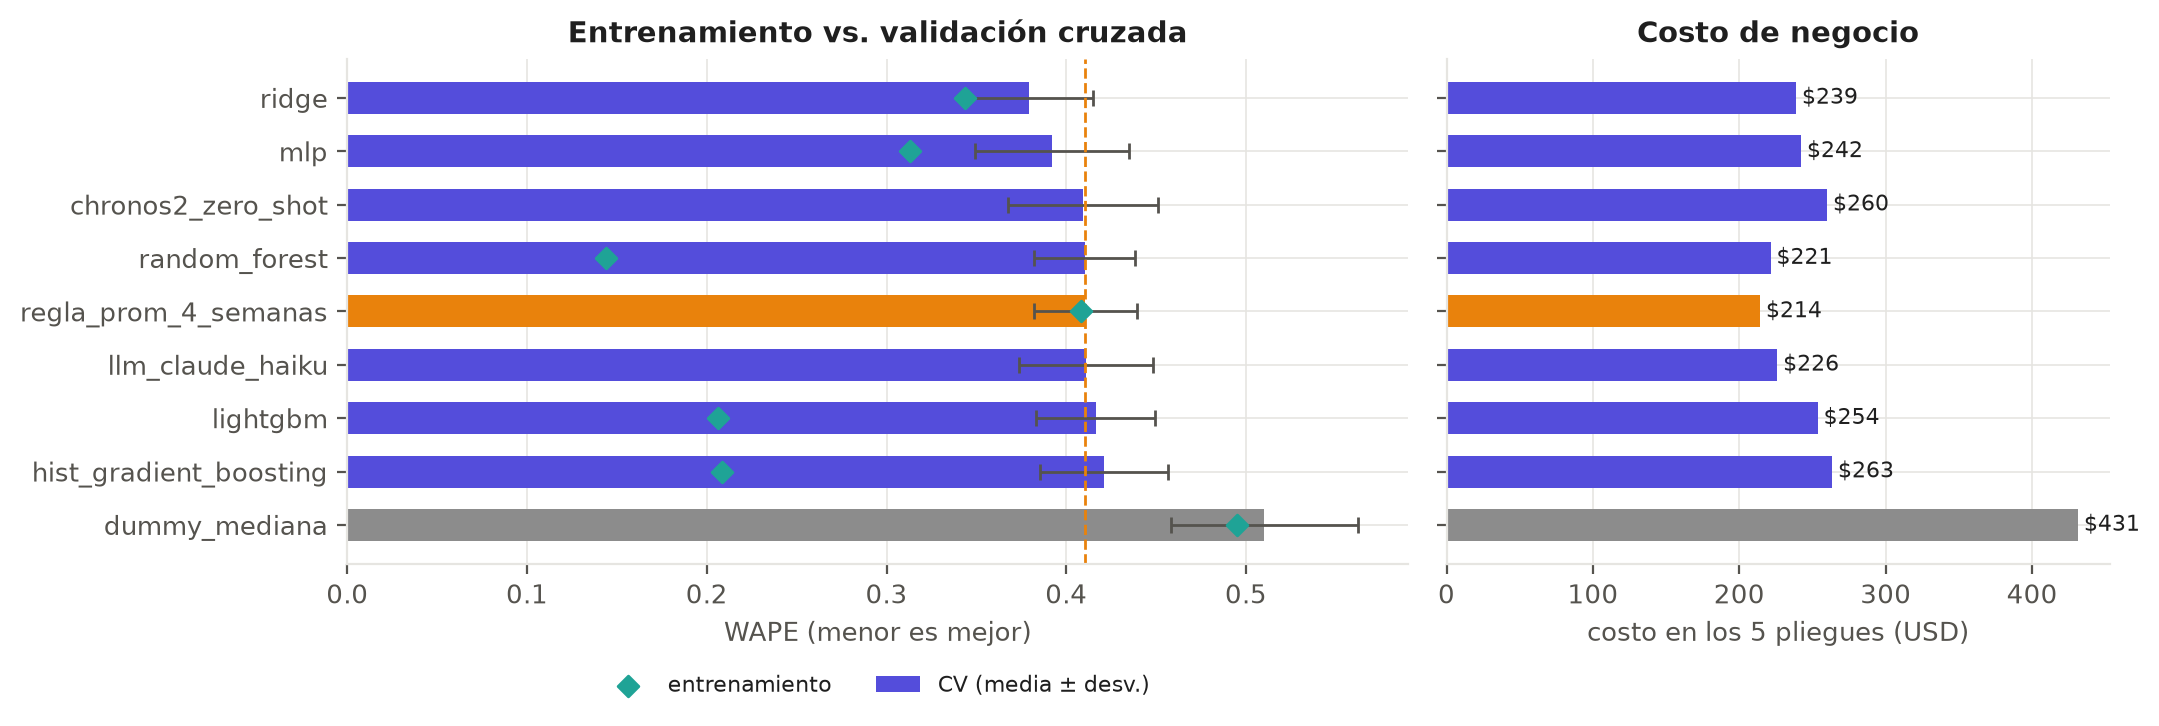 Entrenamiento vs. validación cruzada
ridge
mlp
chronos2_zero_shot
random_forest
regla_prom_4_semanas
llm_claude_haiku
lightgbm
hist_gradient_boosting
dummy_mediana
0.0 0.1 0.2 0.3 0.4 0.5
WAPE (menor es mejor)
Costo de negocio
$239
$242
$260
$221
$214
$226
$254
$263
$431
0 100 200 300 400
costo en los 5 pliegues (USD)
entrenamiento
CV (media ± desv.)